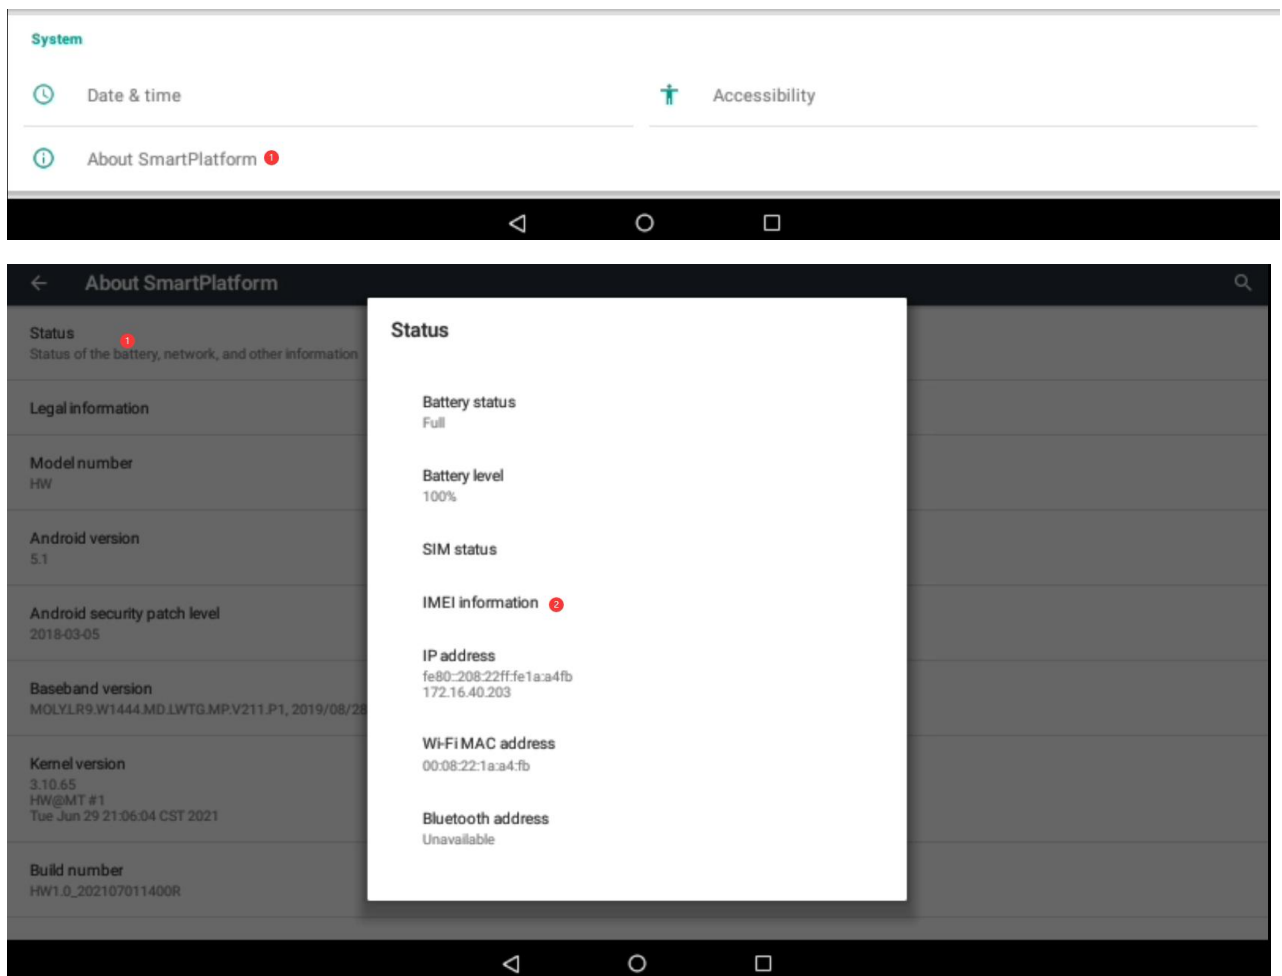 System
Date & time
Accessibility
About SmartPlatform 1
About SmartPlatform
Status
1
Status of the battery, network, and other information
Legal information
Model number
HW
Android version
5.1
Android security patch level
2018-03-05
Baseband version
MOLY.LR9.W1444.MD.LWTG.MP.V211.P1, 2019/08/28
Kernel version
3.10.65
HW@MT #1
Tue Jun 29 21:06:04 CST 2021
Build number
HW1.0_202107011400R
Status
Battery status
Full
Battery level
100%
SIM status
IMEI information 2
IP address
fe80::208:22ff:fe1a:a4fb
172.16.40.203
Wi-Fi MAC address
00:08:22:1a:a4:fb
Bluetooth address
Unavailable